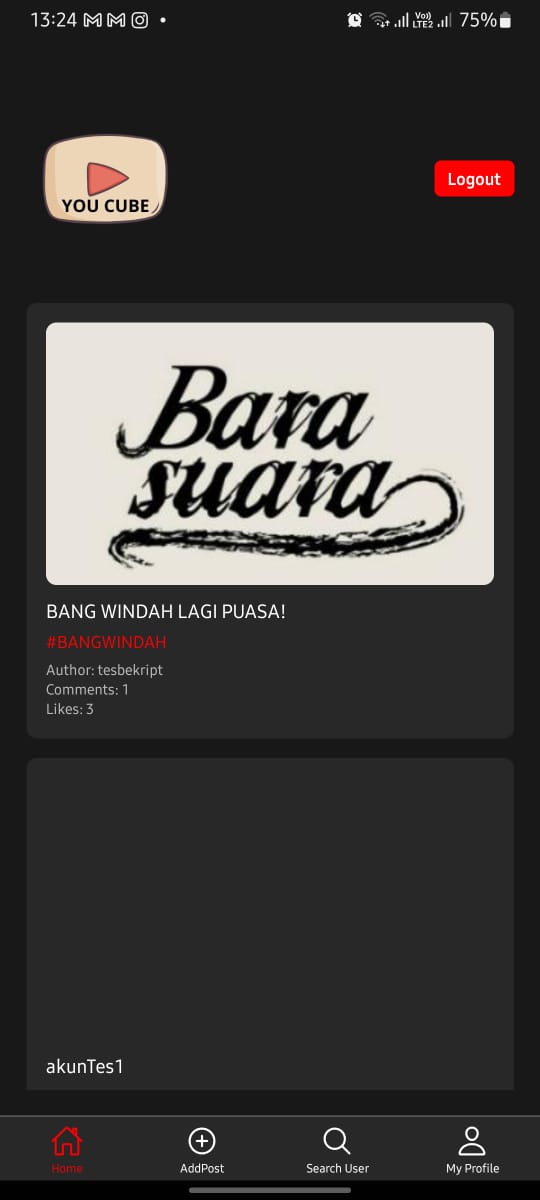 13:24
Vo))
LTE2
75%
YOU CUBE
Logout
Bara
suara
BANG WINDAH LAGI PUASA!
#BANGWINDAH
Author: tesbekript
Comments: 1
Likes: 3
akunTes1
Home
AddPost
Search User
My Profile